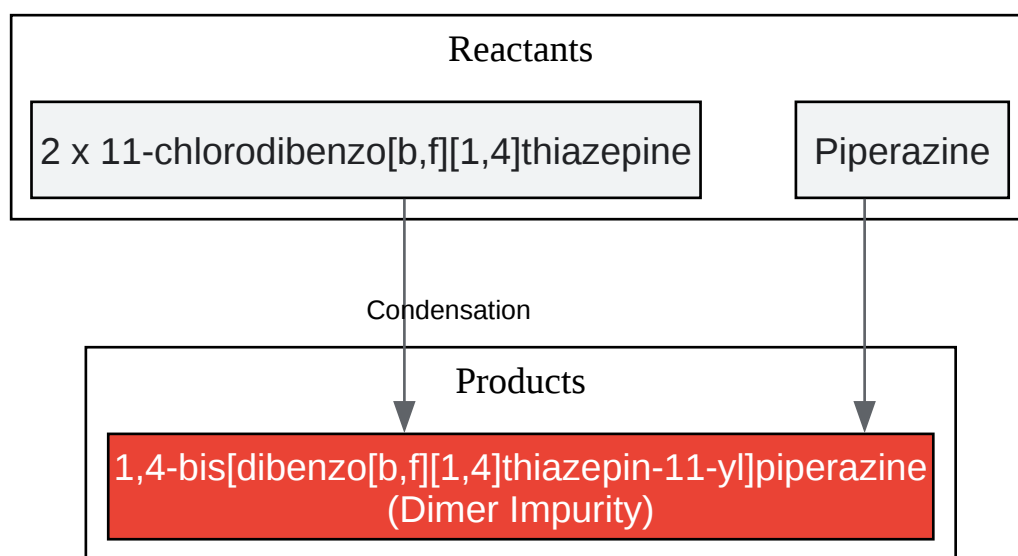 Reactants
2 x 11-chlorodibenzo[b,f][1,4]thiazepine
Piperazine
Condensation
Products
1,4-bis[dibenzo[b,f][1,4]thiazepin-11-yl]piperazine
(Dimer Impurity)